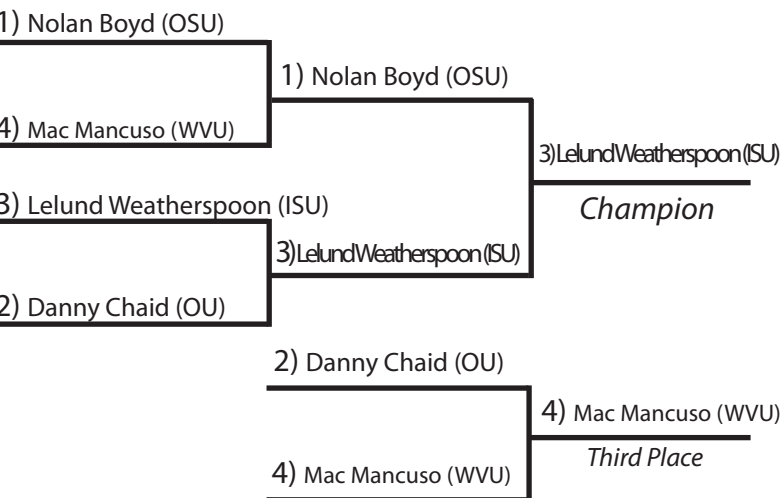 1) Nolan Boyd (OSU)
1) Nolan Boyd (OSU)
4) Mac Mancuso (WVU)
3) Lelund Weatherspoon (ISU)
Champion
3) Lelund Weatherspoon (ISU)
3) Lelund Weatherspoon (ISU)
2) Danny Chaid (OU)
2) Danny Chaid (OU)
4) Mac Mancuso (WVU)
Third Place
4) Mac Mancuso (WVU)